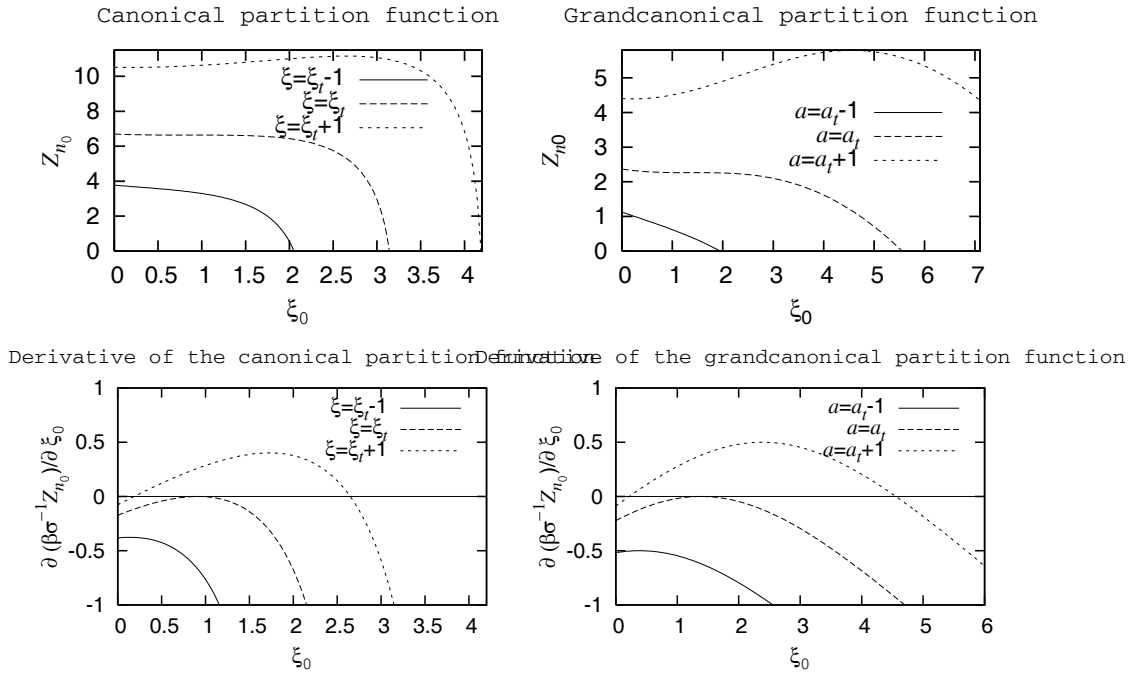 Canonical partition function
10
8
6
4
2
0
Z_{n_0}
ξ=ξ_t-1
ξ=ξ_t
ξ=ξ_t+1
0 0.5 1 1.5 2 2.5 3 3.5 4
ξ_0
Grandcanonical partition function
5
4
3
2
1
0
Z_{n0}
a=a_t-1
a=a_t
a=a_t+1
0 1 2 3 4 5 6 7
ξ_0
Derivative of the canonical partition function
1
0.5
0
-0.5
-1
∂ (βσ^{-1}Z_{n_0})/∂ ξ_0
ξ=ξ_t-1
ξ=ξ_t
ξ=ξ_t+1
0 0.5 1 1.5 2 2.5 3 3.5 4
ξ_0
Derivative of the grandcanonical partition function
1
0.5
0
-0.5
-1
∂ (βσ^{-1}Z_{n_0})/∂ ξ_0
a=a_t-1
a=a_t
a=a_t+1
0 1 2 3 4 5 6
ξ_0